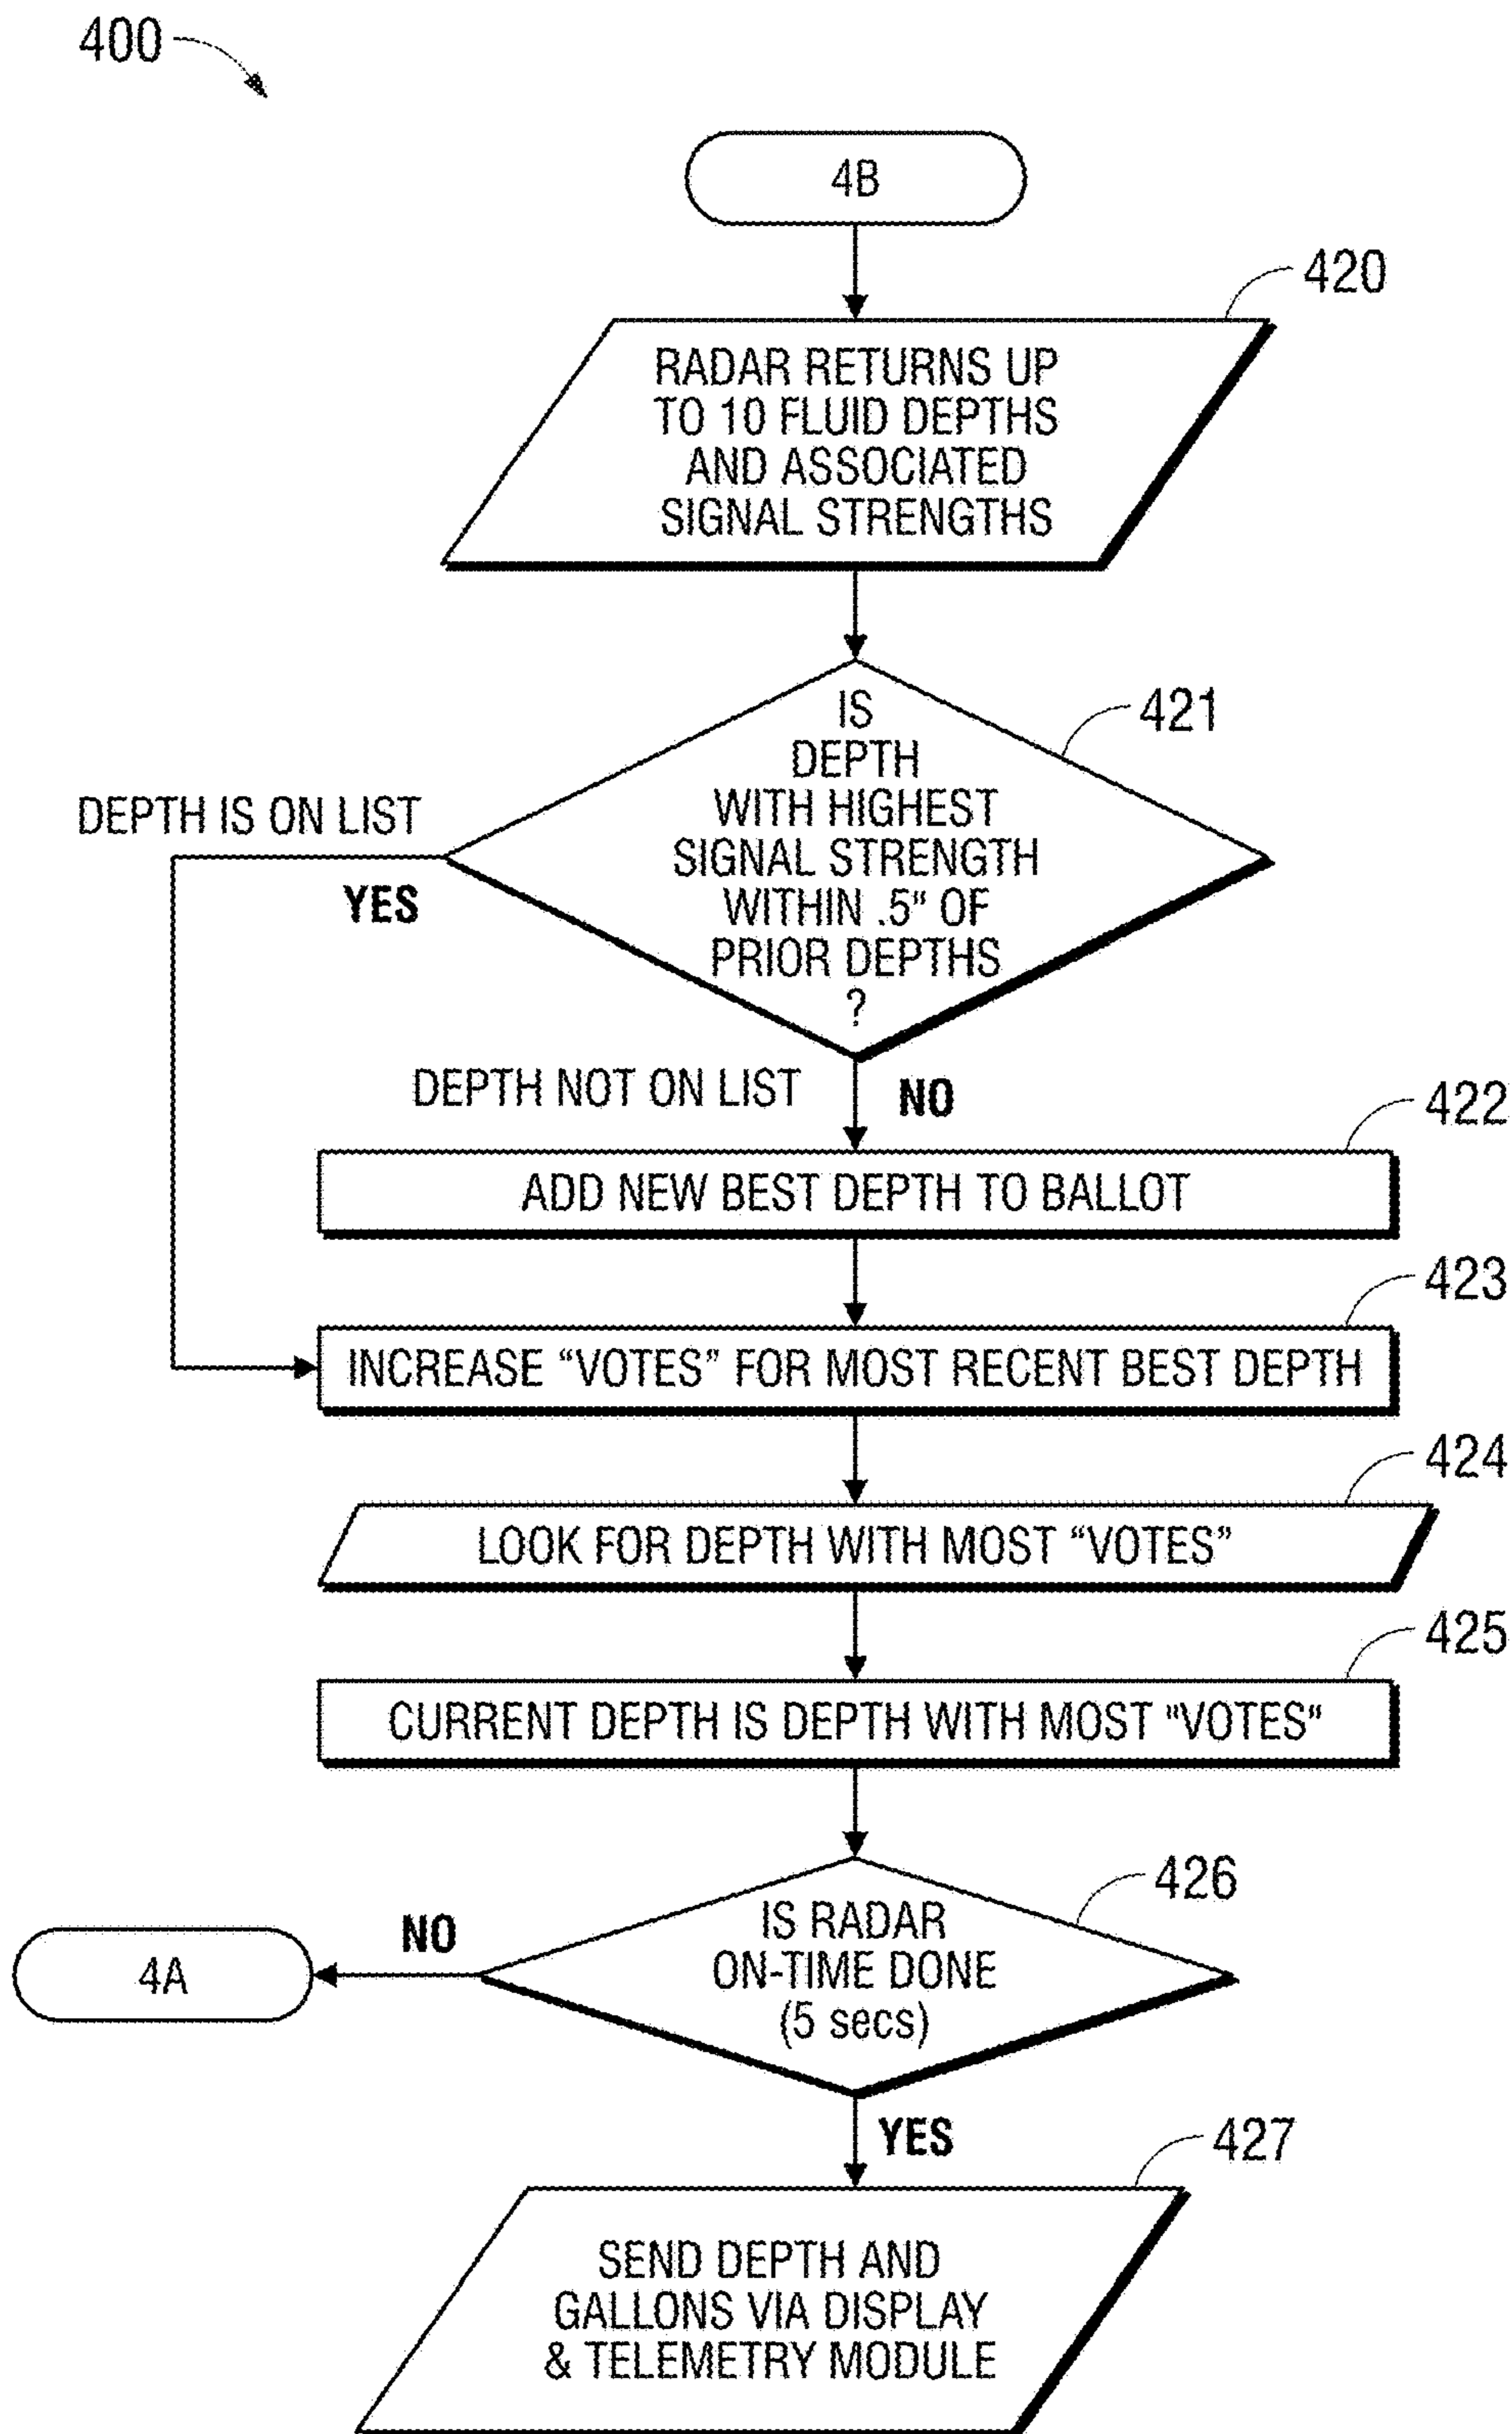 400
4B
420
RADAR RETURNS UP
TO 10 FLUID DEPTHS
AND ASSOCIATED
SIGNAL STRENGTHS
421
IS
DEPTH
WITH HIGHEST
SIGNAL STRENGTH
WITHIN .5" OF
PRIOR DEPTHS
?
DEPTH IS ON LIST
YES
DEPTH NOT ON LIST
NO
422
ADD NEW BEST DEPTH TO BALLOT
423
INCREASE “VOTES” FOR MOST RECENT BEST DEPTH
424
LOOK FOR DEPTH WITH MOST “VOTES”
425
CURRENT DEPTH IS DEPTH WITH MOST "VOTES"
426
IS RADAR
ON-TIME DONE
(5 secs)
NO
4A
YES
427
SEND DEPTH AND
GALLONS VIA DISPLAY
& TELEMETRY MODULE